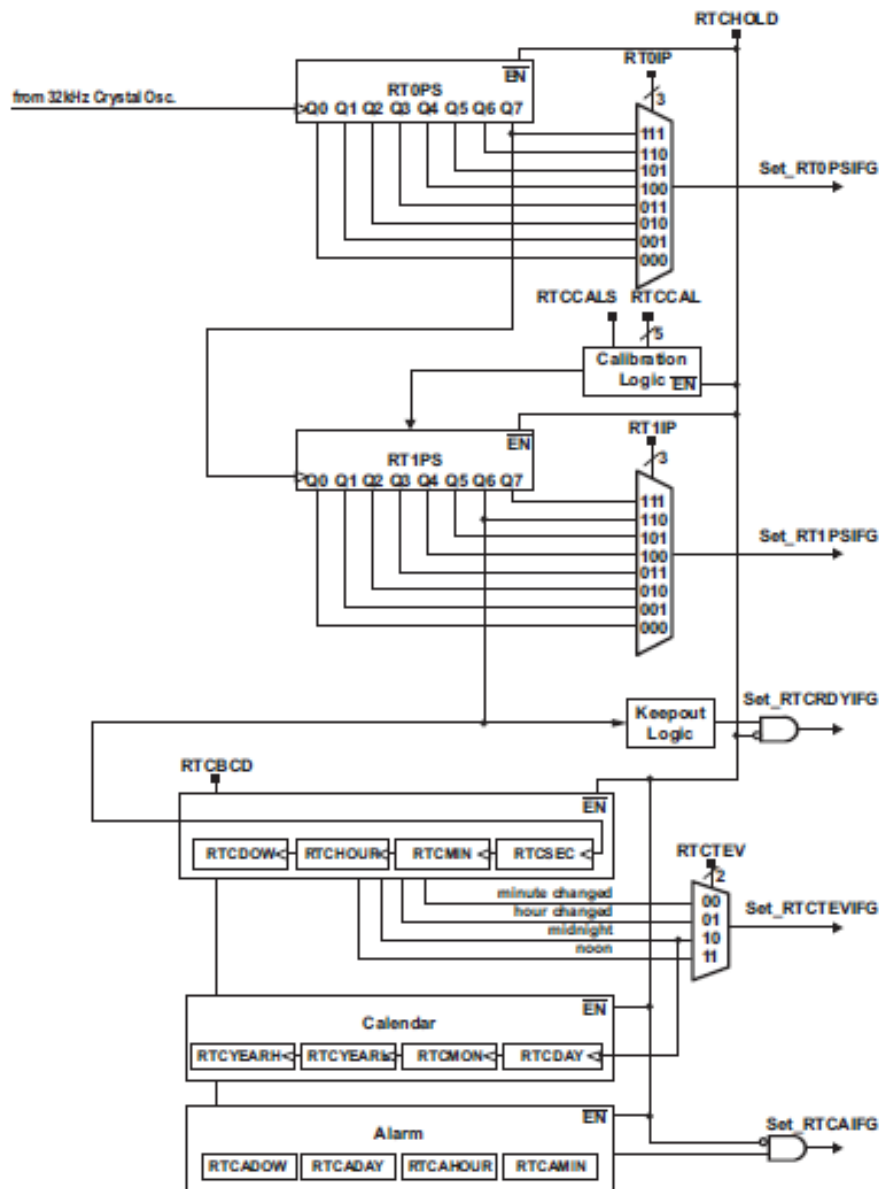 RTCHOLD
EN
RT0IP
RT0PS
from 32kHz Crystal Osc.
Q0 Q1 Q2 Q3 Q4 Q5 Q6 Q7
3
111
110
101
100
011
010
001
000
Set_RT0PSIFG
RTCCALS RTCCAL
5
Calibration
Logic EN
EN
RT1IP
RT1PS
3
Q0 Q1 Q2 Q3 Q4 Q5 Q6 Q7
111
110
101
100
011
010
001
000
Set_RT1PSIFG
Set_RTCRDYIFG
Keepout
Logic
RTCBCD
EN
RTCDOW RTCHOUR RTCMIN RTCSEC
RTCTEV
2
minute changed
hour changed
midnight
noon
00
01
10
11
Set_RTCTEVIFG
EN
Calendar
RTCYEARH RTCYEARL RTCMON RTCDAY
EN
Alarm
Set_RTCAIFG
RTCADOW RTCADAY RTCAHOUR RTCAMIN